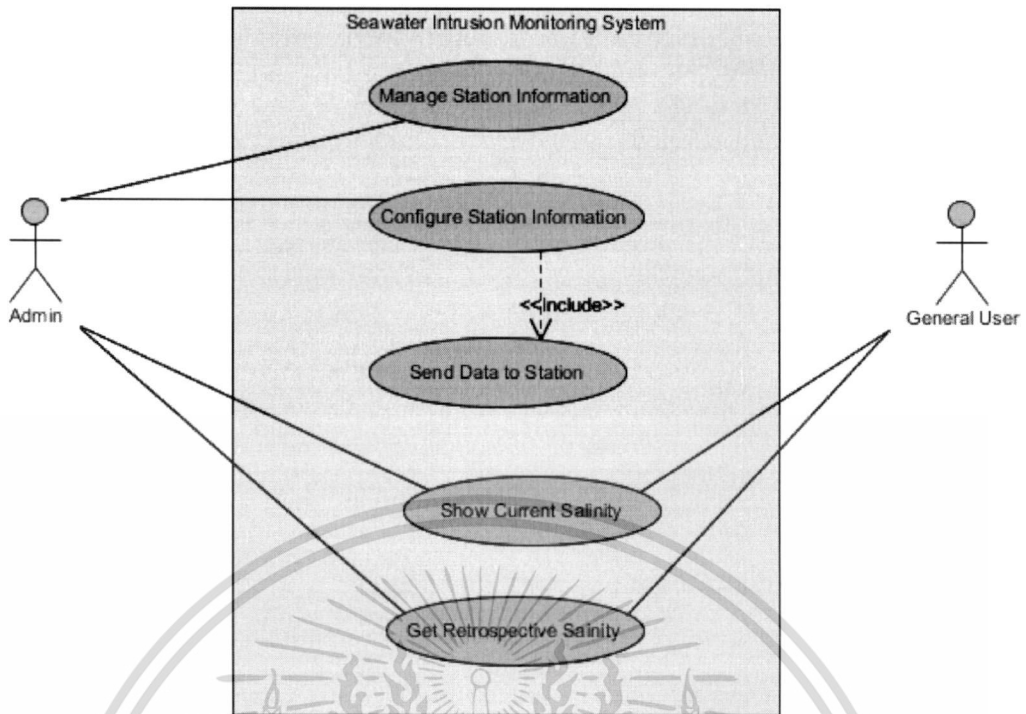 Seawater Intrusion Monitoring System
Manage Station Information
Configure Station Information
<<Include>>
Send Data to Station
Admin
General User
Show Current Salinity
Get Retrospective Salnity